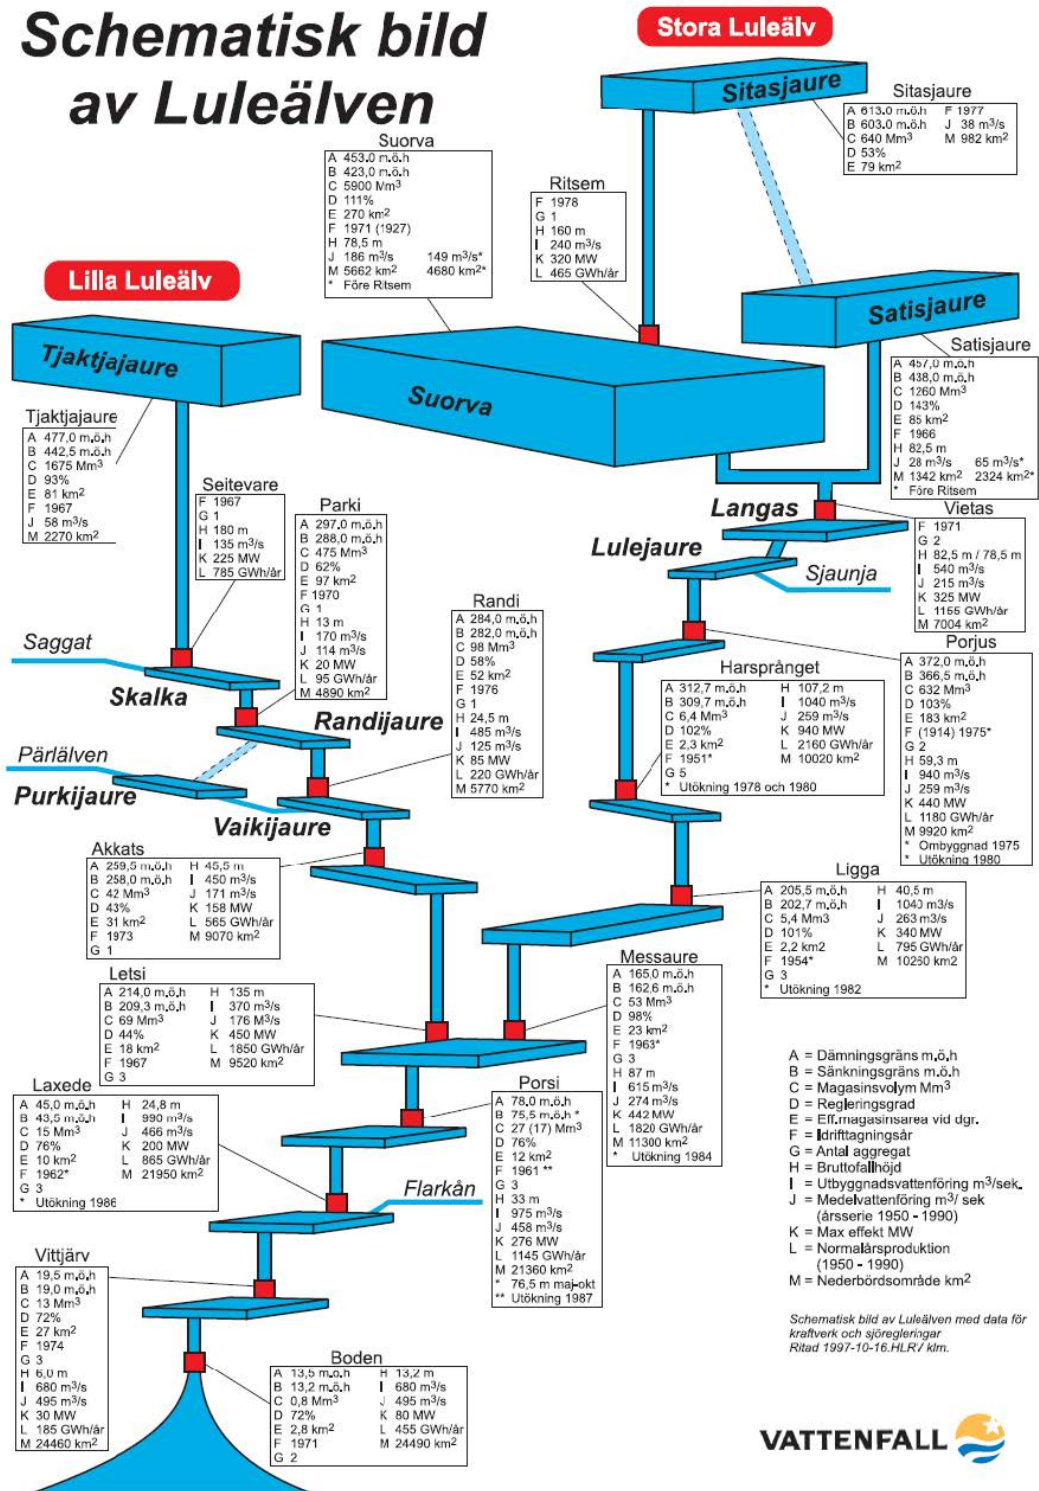 Schematisk bild
av Luleälven
Stora Luleälv
Sitasjaure
Sitasjaure
A 613.0 m.ö.h F 1977
B 603.0 m.ö.h J 38 m³/s
C 640 Mm³ M 982 km²
D 53%
E 79 km²
Suorva
A 453.0 m.ö.h
B 423,0 m.ö.h
C 5900 Mm³
D 111%
E 270 km²
F 1971 (1927)
H 78,5 m
J 186 m³/s 149 m³/s*
M 5662 km² 4680 km²*
* Före Ritsem
Ritsem
F 1978
G 1
H 160 m
I 240 m³/s
K 320 MW
L 465 GWh/år
Lilla Luleälv
Tjaktjajaure
Suorva
Satisjaure
Satisjaure
A 457,0 m.ö.h
B 438,0 m.ö.h
C 1260 Mm³
D 143%
E 85 km²
F 1966
H 82,5 m
J 28 m³/s 65 m³/s*
M 1342 km² 2324 km²*
* Före Ritsem
Tjaktjajaure
A 477,0 m.ö.h
B 442,5 m.ö.h
C 1675 Mm³
D 93%
E 81 km²
F 1967
J 58 m³/s
M 2270 km²
Seitevare
F 1967
G 1
H 180 m
I 135 m³/s
K 225 MW
L 785 GWh/år
Parki
A 297,0 m.ö.h
B 288,0 m.ö.h
C 475 Mm³
D 62%
E 97 km²
F 1970
G 1
H 13 m
I 170 m³/s
J 114 m³/s
K 20 MW
L 95 GWh/år
M 4890 km²
Langas
Lulejaure
Sjaunja
Vietas
F 1971
G 2
H 82,5 m / 78,5 m
I 540 m³/s
J 215 m³/s
K 325 MW
L 1155 GWh/år
M 7004 km²
Randi
A 284,0 m.ö.h
B 282,0 m.ö.h
C 98 Mm³
D 58%
E 52 km²
F 1976
G 1
H 24,5 m
I 485 m³/s
J 125 m³/s
K 85 MW
L 220 GWh/år
M 5770 km²
Saggat
Skalka
Randijaure
Pärlälven
Purkijaure
Vaikijaure
Harsprånget
A 312,7 m.ö.h H 107,2 m
B 309,7 m.ö.h I 1040 m³/s
C 6,4 Mm³ J 259 m³/s
D 102% K 940 MW
E 2,3 km² L 2160 GWh/år
F 1951* M 10020 km²
G 5
* Utökning 1978 och 1980
Porjus
A 372,0 m.ö.h
B 366,5 m.ö.h
C 632 Mm³
D 103%
E 183 km²
F (1914) 1975*
G 2
H 59,3 m
I 940 m³/s
J 259 m³/s
K 440 MW
L 1180 GWh/år
M 9920 km²
* Ombyggnad 1975
* Utökning 1980
Akkats
A 259,5 m.ö.h H 45,5 m
B 258,0 m.ö.h I 450 m³/s
C 42 Mm³ J 171 m³/s
D 43% K 158 MW
E 31 km² L 565 GWh/år
F 1973 M 9070 km²
G 1
Ligga
A 205,5 m.ö.h H 40,5 m
B 202,7 m.ö.h I 1040 m³/s
C 5,4 Mm3 J 263 m3/s
D 101% K 340 MW
E 2,2 km2 L 795 GWh/år
F 1954* M 10260 km2
G 3
* Utökning 1982
Letsi
A 214,0 m.ö.h H 135 m
B 209,3 m.ö.h I 370 m³/s
C 69 Mm³ J 176 M³/s
D 44% K 450 MW
E 18 km² L 1850 GWh/år
F 1967 M 9520 km²
G 3
Messaure
A 165,0 m.ö.h
B 162,6 m.ö.h
C 53 Mm³
D 98%
E 23 km²
F 1963*
G 3
H 87 m
I 615 m³/s
J 274 m³/s
K 442 MW
L 1820 GWh/år
M 11300 km²
* Utökning 1984
Laxede
A 45,0 m.ö.h H 24,8 m
B 43,5 m.ö.h I 990 m³/s
C 15 Mm³ J 466 m³/s
D 76% K 200 MW
E 10 km² L 865 GWh/år
F 1962* M 21950 km²
G 3
* Utökning 1986
Porsi
A 78,0 m.ö.h
B 75,5 m.ö.h *
C 27 (17) Mm³
D 76%
E 12 km²
F 1961 **
G 3
H 33 m
I 975 m³/s
J 458 m³/s
K 276 MW
L 1145 GWh/år
M 21360 km²
* 76,5 m maj-okt
** Utökning 1987
Flarkån
Vittjärv
A 19,5 m.ö.h
B 19,0 m.ö.h
C 13 Mm³
D 72%
E 27 km²
F 1974
G 3
H 6,0 m
I 680 m³/s
J 495 m³/s
K 30 MW
L 185 GWh/år
M 24460 km²
Boden
A 13,5 m.ö.h H 13,2 m
B 13,2 m.ö.h I 680 m³/s
C 0,8 Mm³ J 495 m³/s
D 72% K 80 MW
E 2,8 km² L 455 GWh/år
F 1971 M 24490 km²
G 2
A = Dämningsgräns m.ö.h
B = Sänkningsgräns m.ö.h
C = Magasinsvolym Mm³
D = Regleringsgrad
E = Eff.magasinsarea vid dgr.
F = Idrifttagningsår
G = Antal aggregat
H = Bruttofallhöjd
I = Utbyggnadsvattenföring m³/sek.
J = Medelvattenföring m³/ sek
(årsserie 1950 - 1990)
K = Max effekt MW
L = Normalårsproduktion
(1950 - 1990)
M = Nederbördsområde km²
Schematisk bild av Luleälven med data för
kraftverk och sjöregleringar
Ritad 1997-10-16.HLRV klm.
VATTENFALL